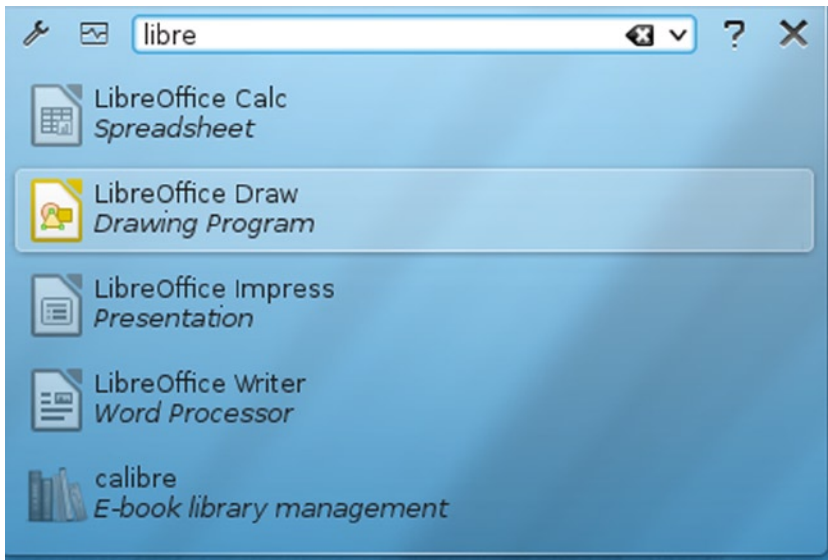 libre
?
LibreOffice Calc
Spreadsheet
LibreOffice Draw
Drawing Program
LibreOffice Impress
Presentation
LibreOffice Writer
Word Processor
calibre
E-book library management